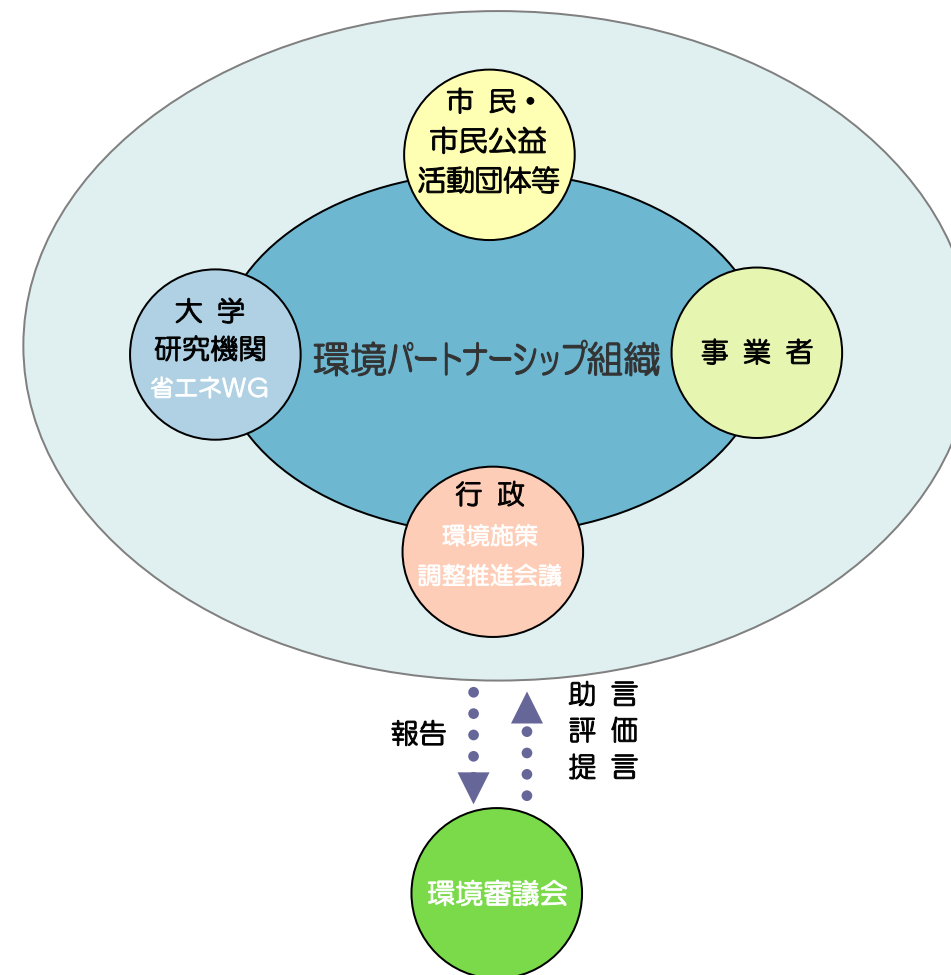 市 民・
市民公益
活動団体等
大 学
研究機関
省エネWG
環境パートナーシップ組織
事 業 者
行 政
環境施策
調整推進会議
報告
助 言
評 価
提 言
環境審議会